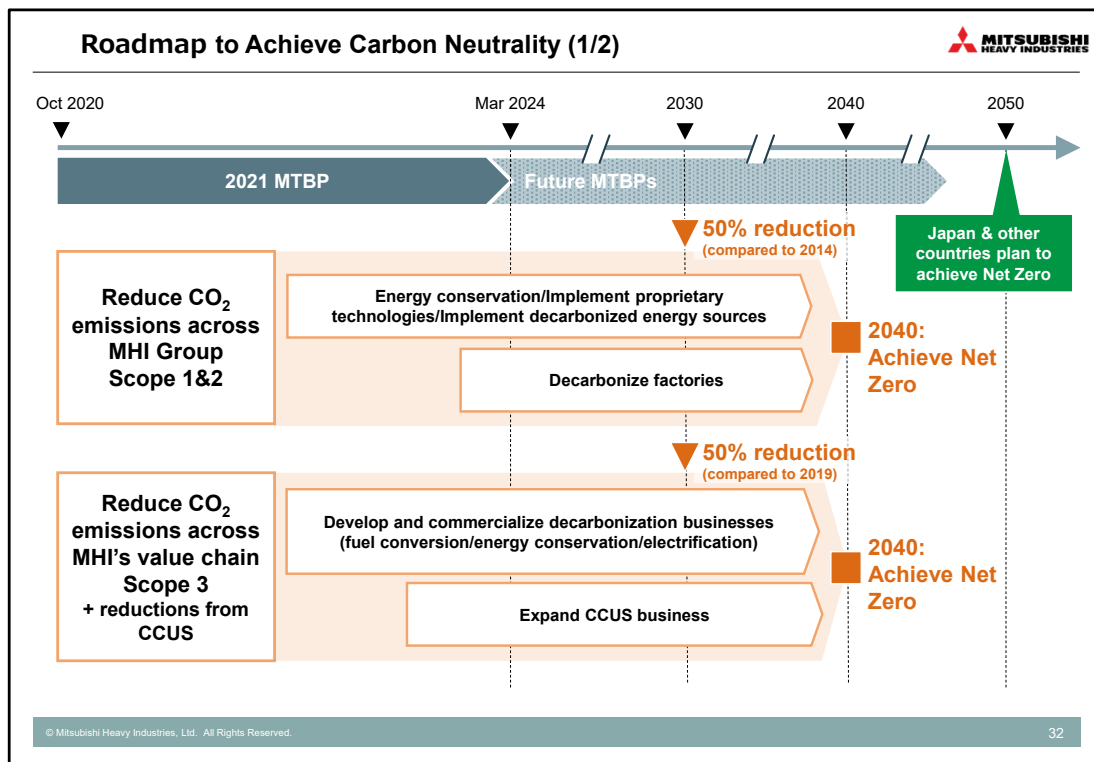 Roadmap to Achieve Carbon Neutrality (1/2)
MITSUBISHI
HEAVY INDUSTRIES
Oct 2020
Mar 2024
2030
2040
2050
2021 MTBP
Future MTBPs
Japan & other
countries plan to
achieve Net Zero
50% reduction
(compared to 2014)
Reduce CO₂
emissions across
MHI Group
Scope 1&2
Energy conservation/Implement proprietary
technologies/Implement decarbonized energy sources
Decarbonize factories
2040:
Achieve Net
Zero
50% reduction
(compared to 2019)
Reduce CO₂
emissions across
MHI's value chain
Scope 3
+ reductions from
CCUS
Develop and commercialize decarbonization businesses
(fuel conversion/energy conservation/electrification)
Expand CCUS business
2040:
Achieve Net
Zero
© Mitsubishi Heavy Industries, Ltd. All Rights Reserved.
32